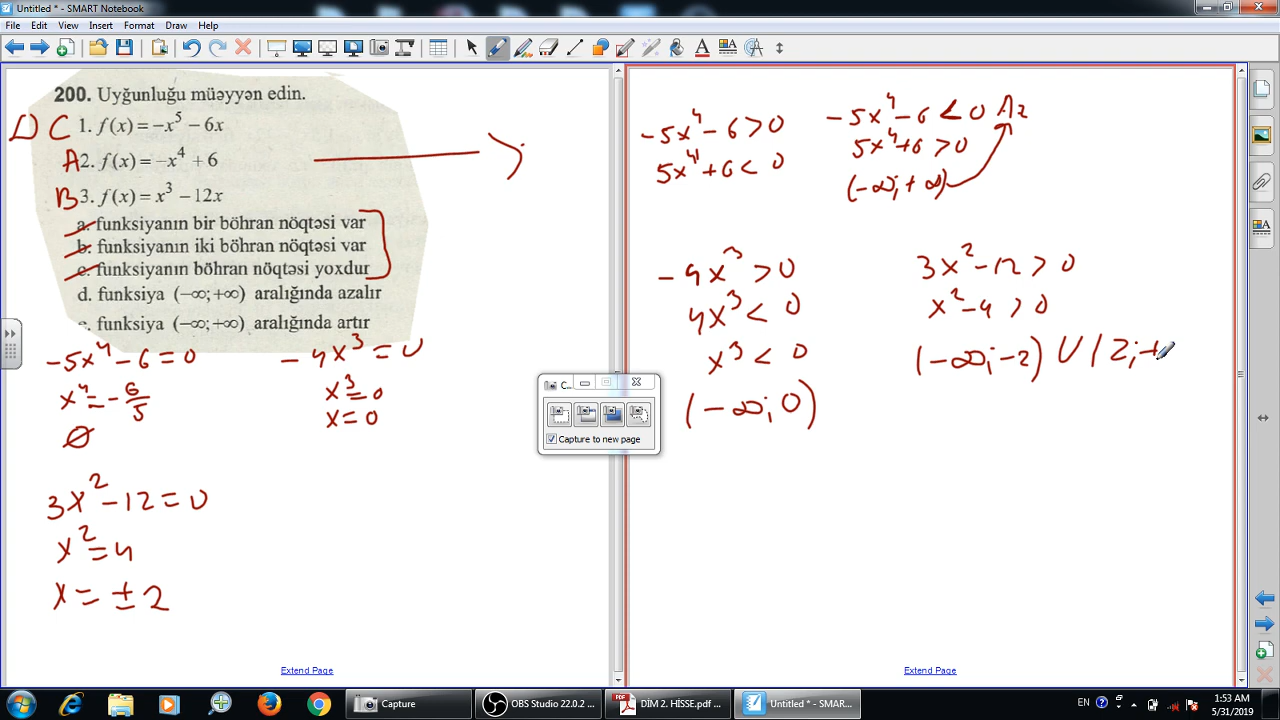 Untitled * - SMART Notebook
File Edit View Insert Format Draw Help
200. Uyğunluğu müəyyən edin.
D) C 1. f(x) = -x⁵ - 6x
A 2. f(x) = -x⁴ + 6
B 3. f(x) = x³ - 12x
a. funksiyanın bir böhran nöqtəsi var
b. funksiyanın iki böhran nöqtəsi var
c. funksiyanın böhran nöqtəsi yoxdur
d. funksiya (-∞;+∞) aralığında azalır
e. funksiya (-∞;+∞) aralığında artır
-5x⁴ - 6 = 0
x⁴ = - 6/5
∅
-4x³ = 0
x³ = 0
x = 0
3x² - 12 = 0
x² = 4
x = ± 2
Extend Page
-5x⁴ - 6 > 0
5x⁴ + 6 < 0
-5x⁴ - 6 < 0 Az
5x⁴ + 6 > 0
(-∞; +∞)
-4x³ > 0
4x³ < 0
x³ < 0
(-∞; 0)
3x² - 12 > 0
x² - 4 > 0
(-∞; -2) ∪ (2; +
Extend Page
C...
Capture to new page
Capture
OBS Studio 22.0.2 ...
DİM 2. HİSSE.pdf ...
Untitled * - SMAR...
EN
1:53 AM
5/31/2019